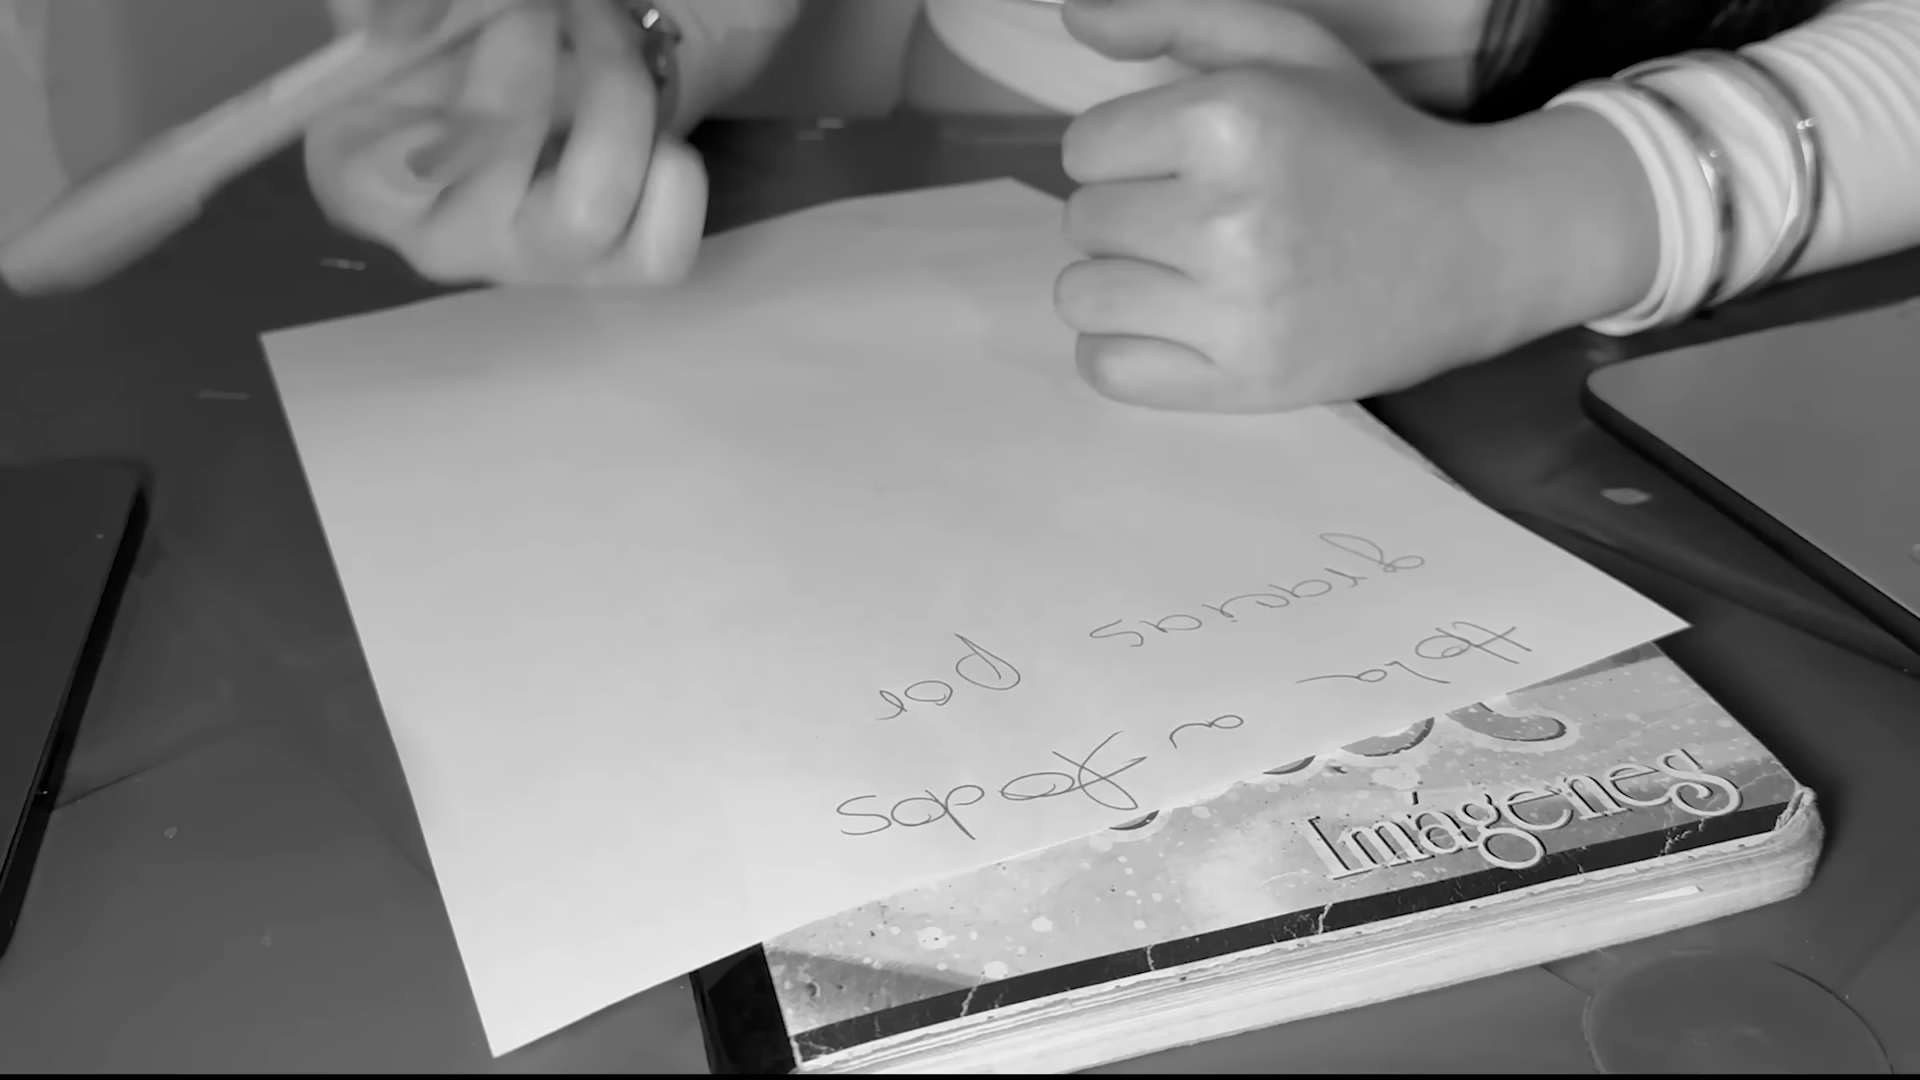 Hola a todos
gracias por
Imágenes